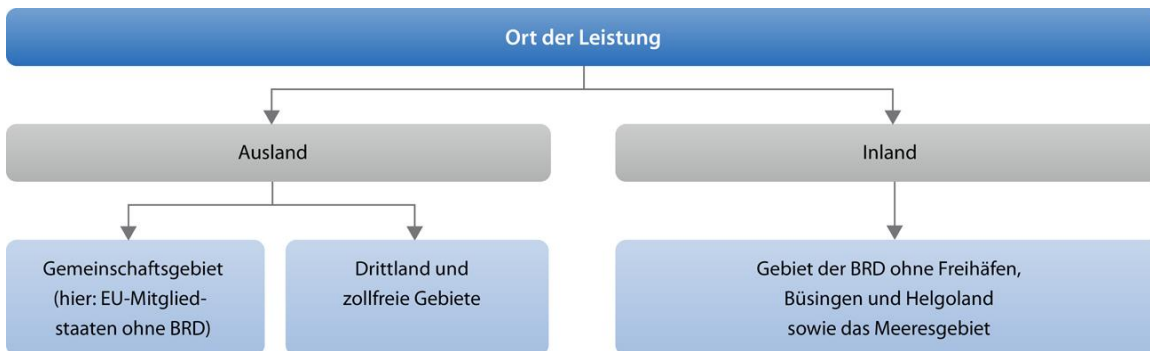 Ort der Leistung
Ausland
Inland
Gemeinschaftsgebiet
(hier: EU-Mitglied-
staaten ohne BRD)
Drittland und
zollfreie Gebiete
Gebiet der BRD ohne Freihäfen,
Büsingen und Helgoland
sowie das Meeresgebiet